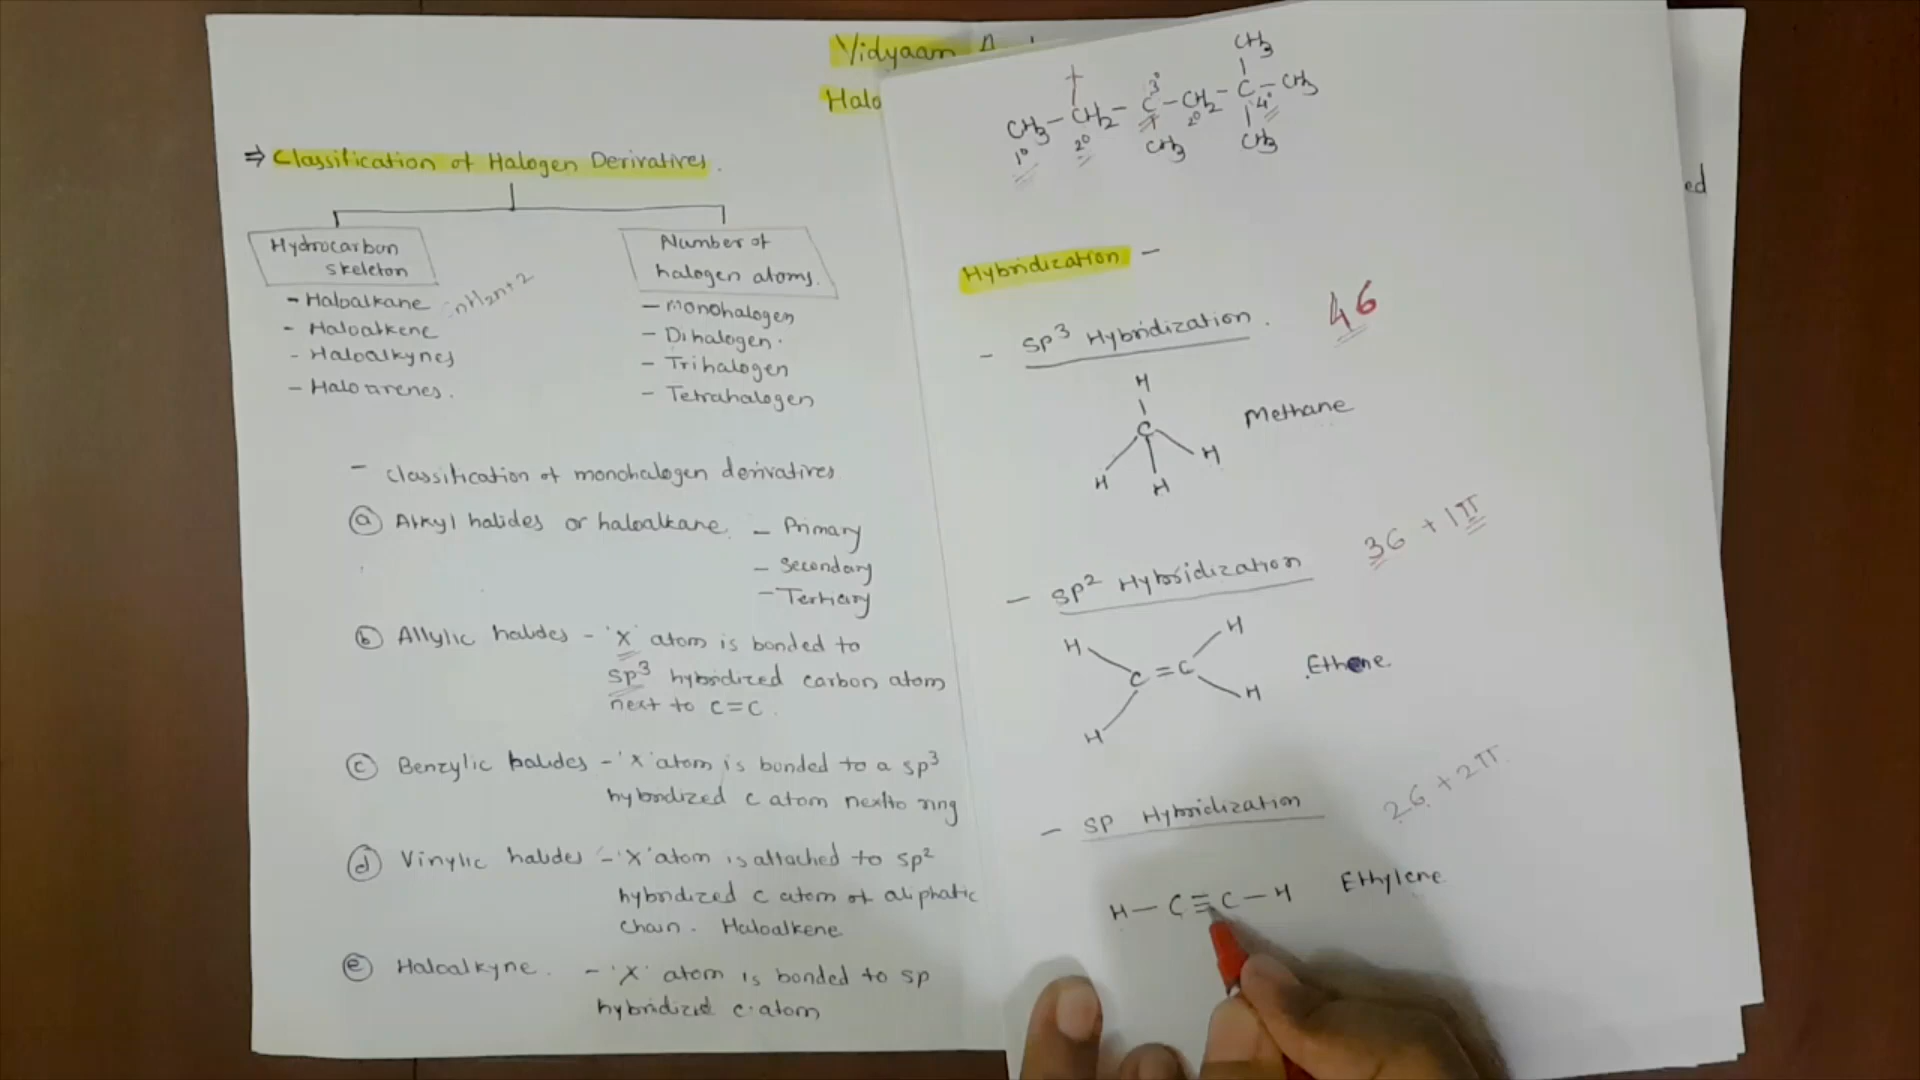 Vidyaam
Halo
⇒ Classification of Halogen Derivatives.
Hydrocarbon
skeleton
- Haloalkane CnH2n+2
- Haloalkene
- Haloalkynes
- Haloarenes.
Number of
halogen atoms.
- monohalogen
- Dihalogen.
- Trihalogen
- Tetrahalogen
- classification of monohalogen derivatives
(a) Alkyl halides or haloalkane - Primary
- secondary
- Tertiary
(b) Allylic halides - 'X' atom is bonded to
sp³ hybridized carbon atom
next to C=C.
(c) Benzylic halides - 'X' atom is bonded to a sp³
hybridized c atom next to ring
(d) Vinylic halides - 'X' atom is attached to sp²
hybridized c atom of aliphatic
chain. Haloalkene
(e) Haloalkyne. - 'X' atom is bonded to sp
hybridized c.atom
CH3
CH3 - CH2 - C - CH2 - C - CH3
1° 2° 3° 2° 4°
CH3 CH3
ed
Hybridization -
- sp³ Hybridization. 4σ
H
C
H H H
Methane
- sp² Hybridization 3σ + 1π
H H
C = C
H H
Ethene
- sp Hybridization 2σ + 2π
H - C ≡ C - H Ethylene